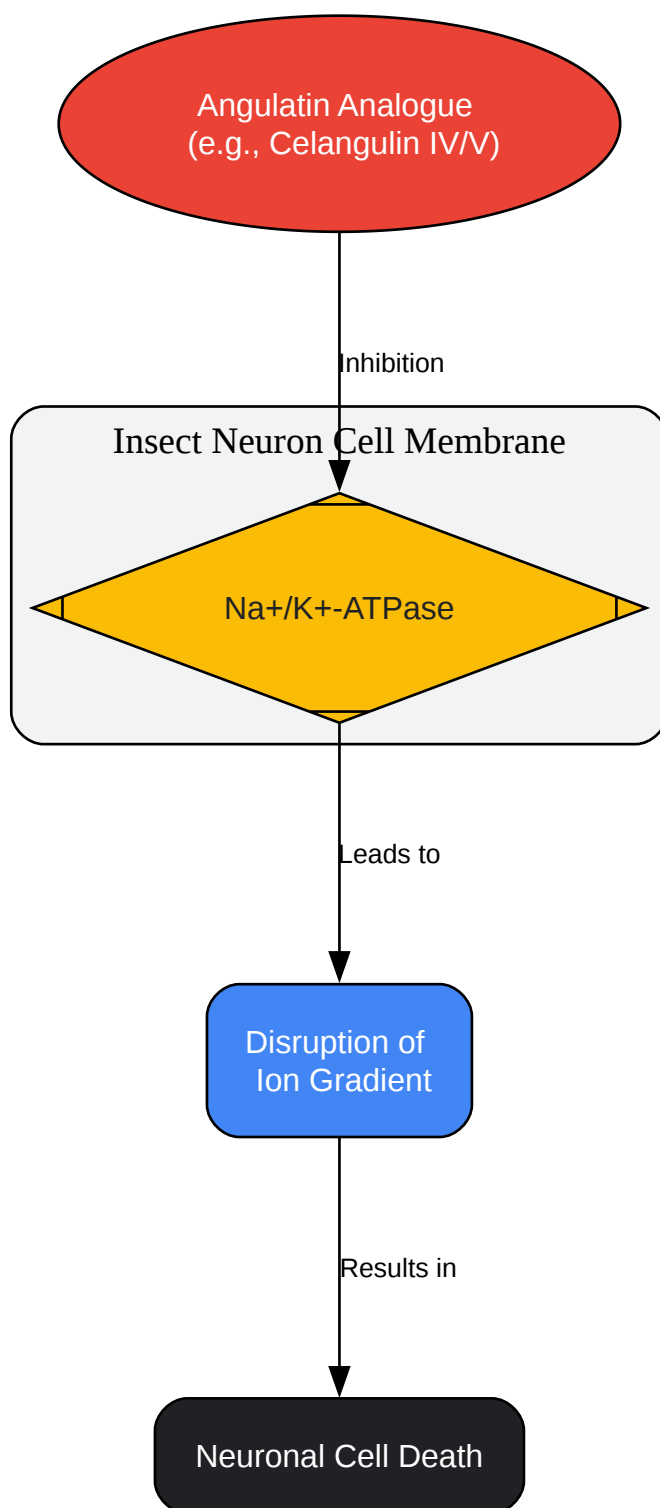 Angulatin Analogue
(e.g., Celangulin IV/V)
Inhibition
Insect Neuron Cell Membrane
Na+/K+-ATPase
Leads to
Disruption of
Ion Gradient
Results in
Neuronal Cell Death